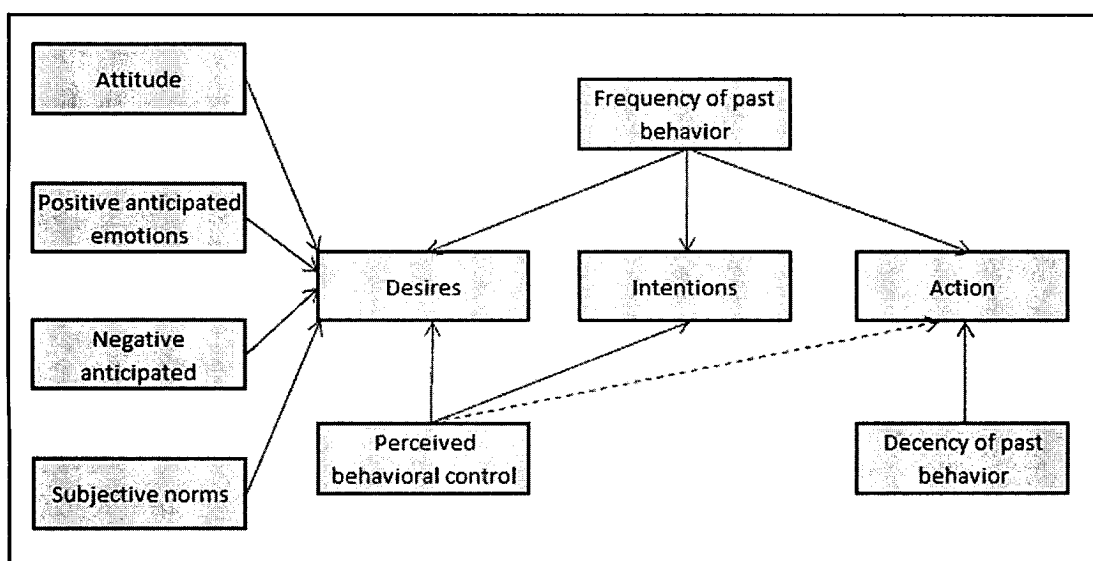 Attitude
Frequency of past
behavior
Positive anticipated
emotions
Desires
Intentions
Action
Negative
anticipated
Perceived
behavioral control
Decency of past
behavior
Subjective norms